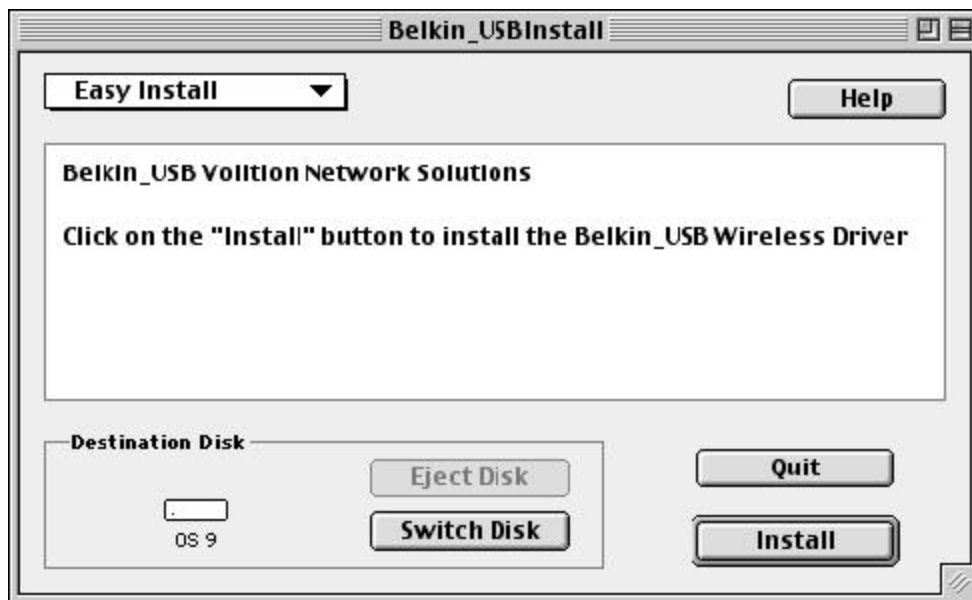 Belkin_USBInstall
Easy Install
Help
Belkin_USB Volition Network Solutions
Click on the "Install" button to install the Belkin_USB Wireless Driver
Destination Disk
Eject Disk
Quit
OS 9
Switch Disk
Install